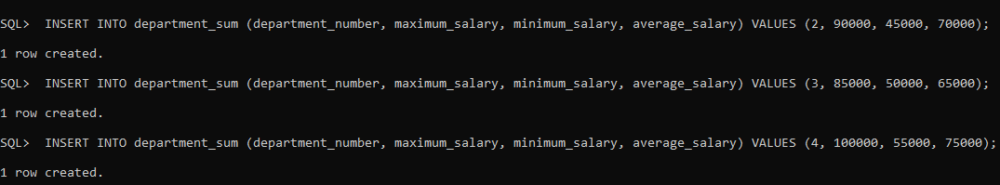 SQL>  INSERT INTO department_sum (department_number, maximum_salary, minimum_salary, average_salary) VALUES (2, 90000, 45000, 70000);
1 row created.
SQL>  INSERT INTO department_sum (department_number, maximum_salary, minimum_salary, average_salary) VALUES (3, 85000, 50000, 65000);
1 row created.
SQL>  INSERT INTO department_sum (department_number, maximum_salary, minimum_salary, average_salary) VALUES (4, 100000, 55000, 75000);
1 row created.